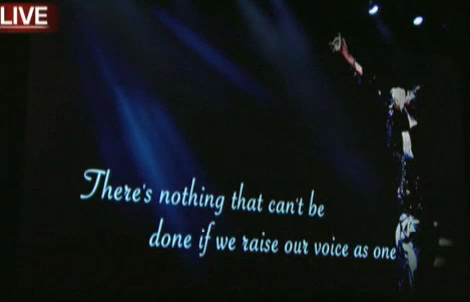 LIVE
There's nothing that can't be
done if we raise our voice as one